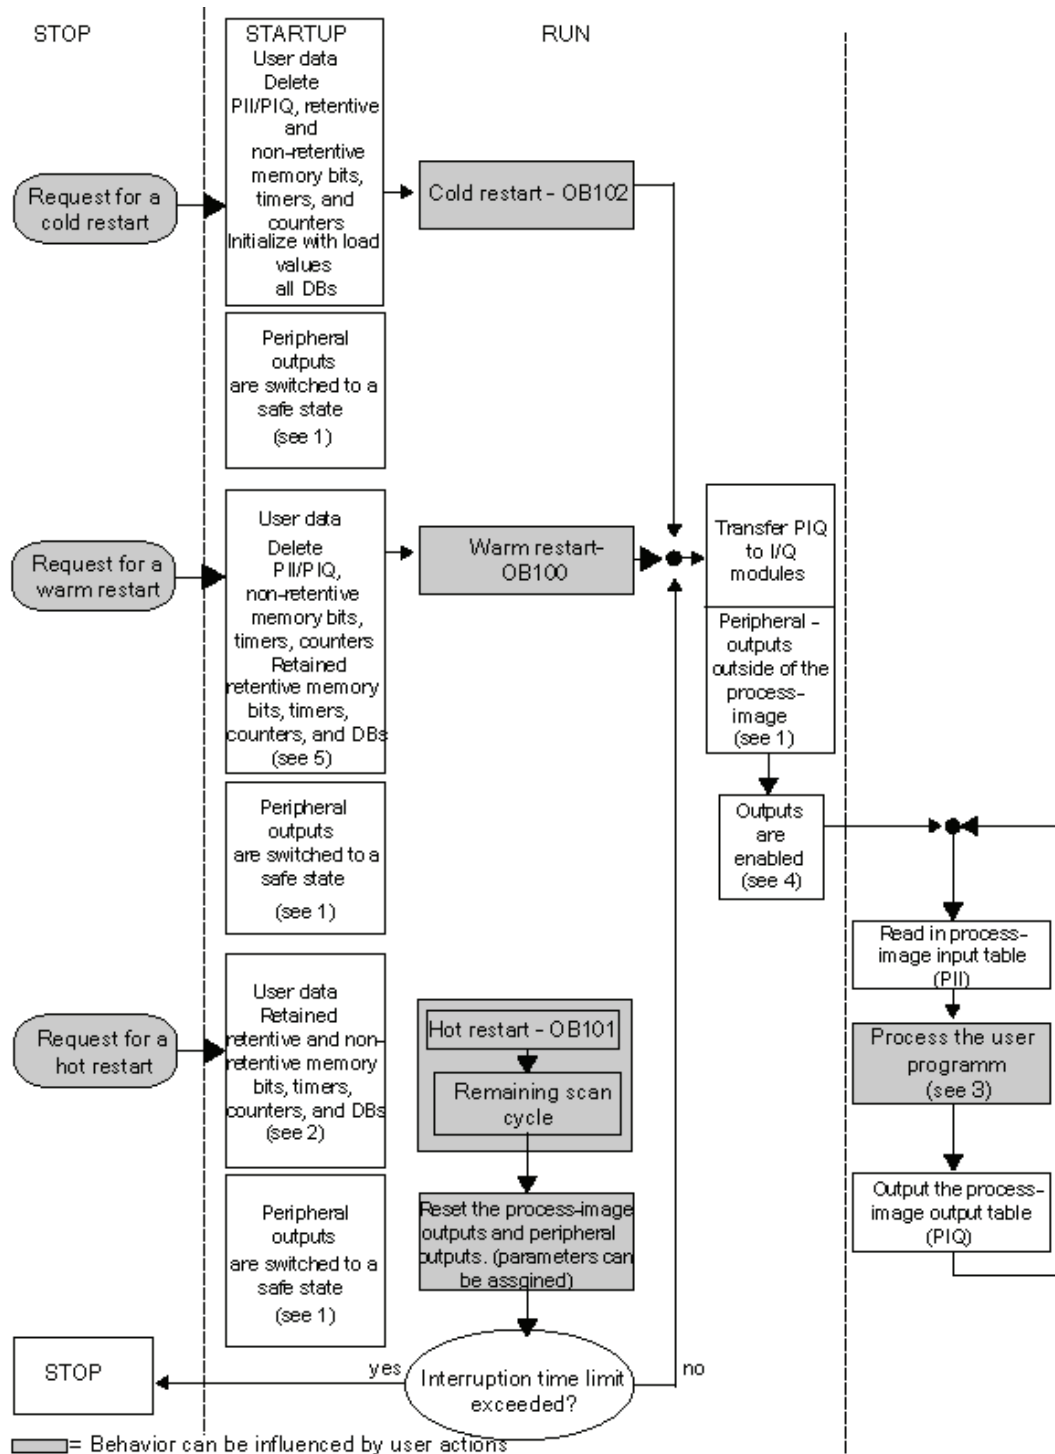 STOP
STARTUP
RUN
User data
Delete
PII/PIQ, retentive
and
non-retentive
memory bits,
timers, and
counters
Initialize with load
values
all DBs
Request for a
cold restart
Cold restart - OB102
Peripheral
outputs
are switched to a
safe state
(see 1)
User data
Delete
PII/PIQ,
non-retentive
memory bits,
timers, counters
Retained
retentive memory
bits, timers,
counters, and DBs
(see 5)
Request for a
warm restart
Warm restart-
OB100
Transfer PIQ
to I/Q
modules
Peripheral -
outputs
outside of the
process-
image
(see 1)
Peripheral
outputs
are switched to a
safe state
(see 1)
Outputs
are
enabled
(see 4)
Read in process-
image input table
(PII)
User data
Retained
retentive and non-
retentive memory
bits, timers,
counters, and DBs
(see 2)
Request for a
hot restart
Hot restart - OB101
Remaining scan
cycle
Process the user
programm
(see 3)
Peripheral
outputs
are switched to a
safe state
(see 1)
Reset the process-image
outputs and peripheral
outputs. (parameters can
be assgined)
Output the process-
image output table
(PIQ)
STOP
yes
Interruption time limit
exceeded?
no
= Behavior can be influenced by user actions